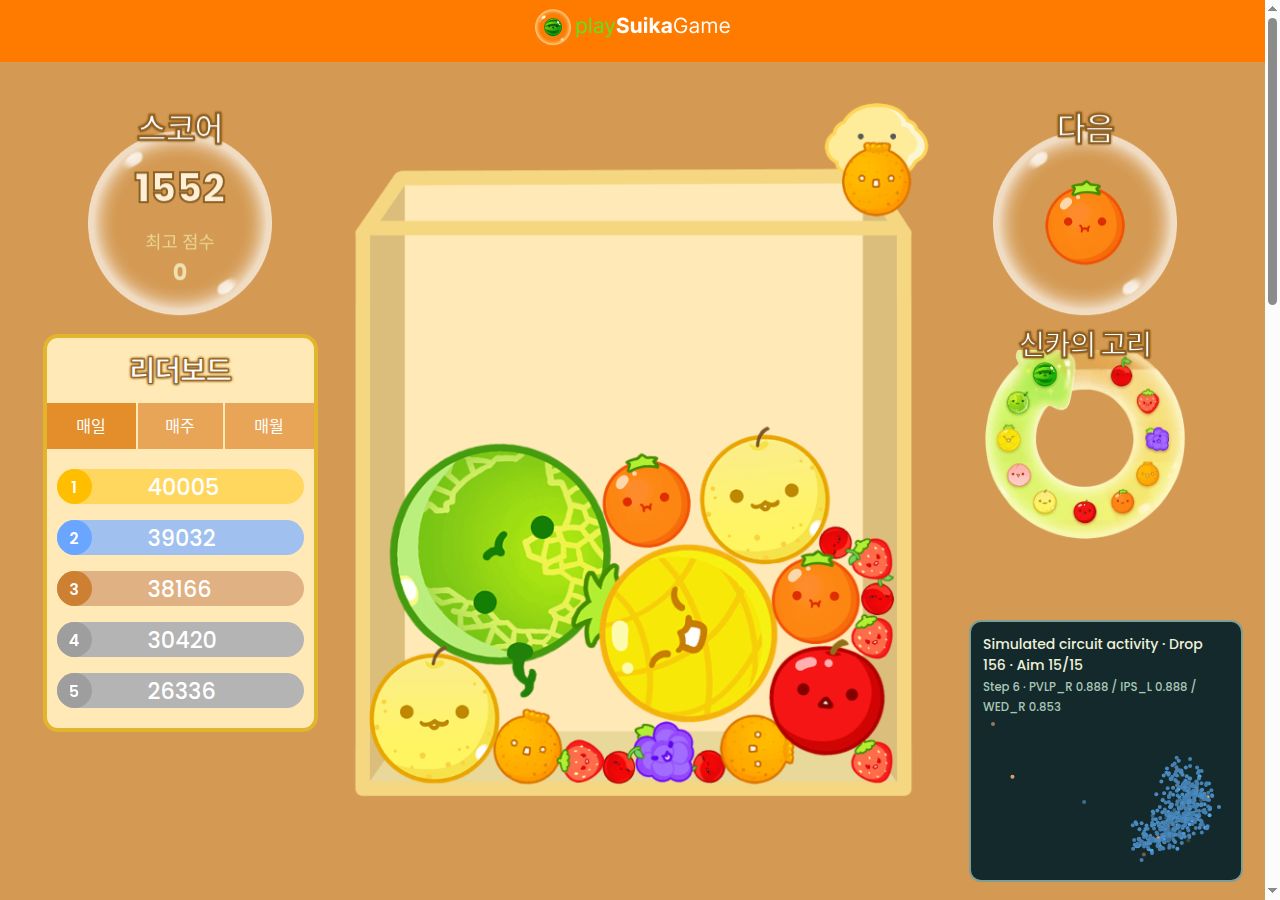 playSuikaGame
스코어
1552
최고 점수
0
다음
신카의 고리
리더보드
매일 매주 매월
1 40005
2 39032
3 38166
4 30420
5 26336
Simulated circuit activity · Drop
156 · Aim 15/15
Step 6 · PVLP_R 0.888 / IPS_L 0.888 /
WED_R 0.853